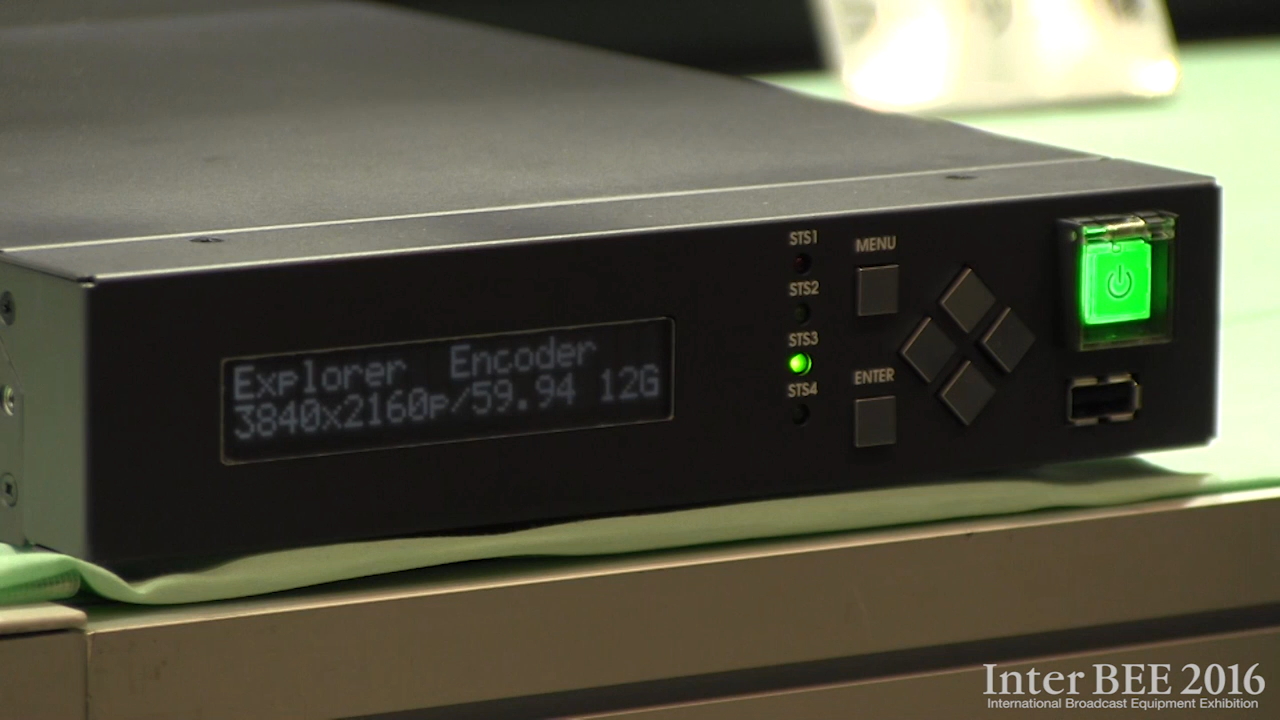 Explorer Encoder
3840x2160p/59.94 12G
STS1
STS2
STS3
STS4
MENU
ENTER
Inter BEE 2016
International Broadcast Equipment Exhibition